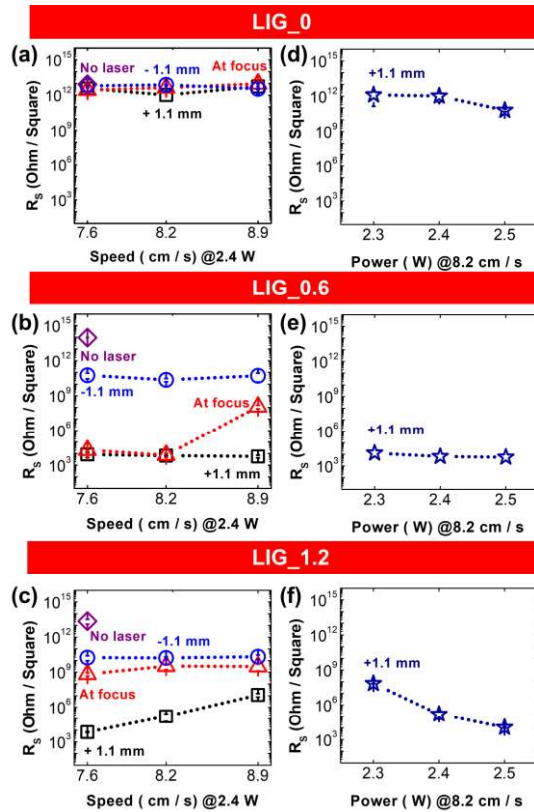 LIG_0
(a)
No laser
- 1.1 mm
At focus
+ 1.1 mm
R_S (Ohm / Square)
10^15
10^12
10^9
10^6
10^3
7.6 8.2 8.9
Speed ( cm / s) @2.4 W
(d)
+1.1 mm
R_S (Ohm / Square)
10^15
10^12
10^9
10^6
10^3
2.3 2.4 2.5
Power ( W) @8.2 cm / s
LIG_0.6
(b)
No laser
-1.1 mm
At focus
+1.1 mm
R_S (Ohm / Square)
10^15
10^12
10^9
10^6
10^3
7.6 8.2 8.9
Speed ( cm / s) @2.4 W
(e)
+1.1 mm
R_S (Ohm / Square)
10^15
10^12
10^9
10^6
10^3
2.3 2.4 2.5
Power ( W) @8.2 cm / s
LIG_1.2
(c)
No laser
-1.1 mm
At focus
+ 1.1 mm
R_S (Ohm / Square)
10^15
10^12
10^9
10^6
10^3
7.6 8.2 8.9
Speed ( cm / s) @2.4 W
(f)
+1.1 mm
R_S (Ohm / Square)
10^15
10^12
10^9
10^6
10^3
2.3 2.4 2.5
Power ( W) @8.2 cm / s